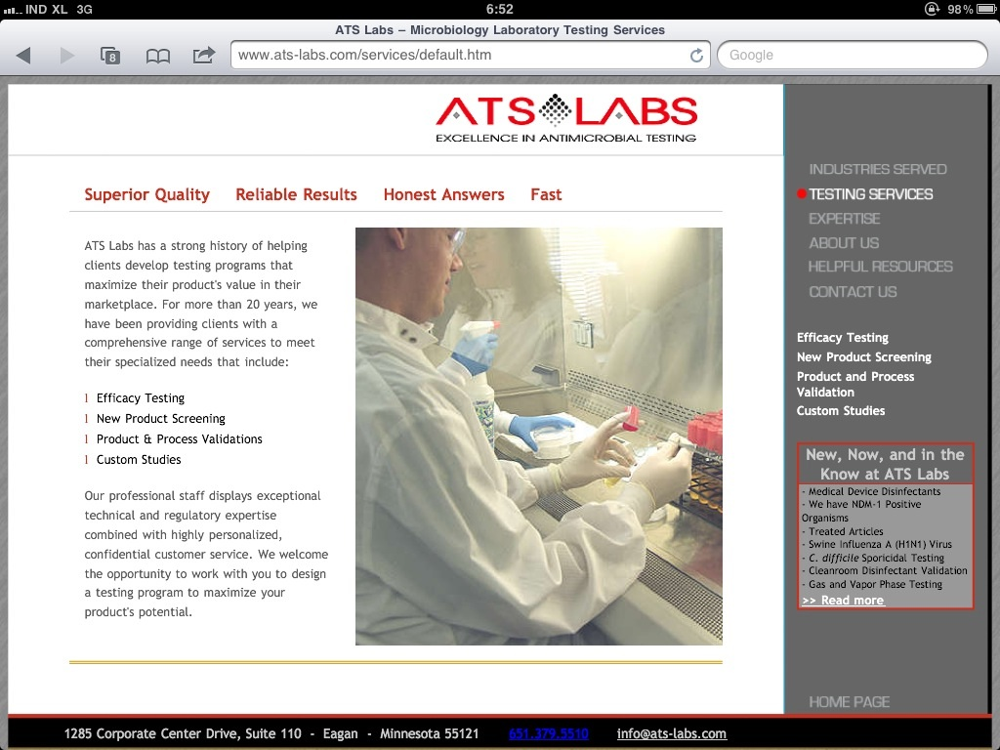 IND XL 3G
6:52
98%
ATS Labs – Microbiology Laboratory Testing Services
8
www.ats-labs.com/services/default.htm
Google
ATS LABS
EXCELLENCE IN ANTIMICROBIAL TESTING
Superior Quality Reliable Results Honest Answers Fast
ATS Labs has a strong history of helping
clients develop testing programs that
maximize their product's value in their
marketplace. For more than 20 years, we
have been providing clients with a
comprehensive range of services to meet
their specialized needs that include:
l Efficacy Testing
l New Product Screening
l Product & Process Validations
l Custom Studies
Our professional staff displays exceptional
technical and regulatory expertise
combined with highly personalized,
confidential customer service. We welcome
the opportunity to work with you to design
a testing program to maximize your
product's potential.
INDUSTRIES SERVED
TESTING SERVICES
EXPERTISE
ABOUT US
HELPFUL RESOURCES
CONTACT US
Efficacy Testing
New Product Screening
Product and Process
Validation
Custom Studies
New, Now, and in the
Know at ATS Labs
- Medical Device Disinfectants
- We have NDM-1 Positive
Organisms
- Treated Articles
- Swine Influenza A (H1N1) Virus
- C. difficile Sporicidal Testing
- Cleanroom Disinfectant Validation
- Gas and Vapor Phase Testing
>> Read more
HOME PAGE
1285 Corporate Center Drive, Suite 110 - Eagan - Minnesota 55121 651.379.5510 info@ats-labs.com